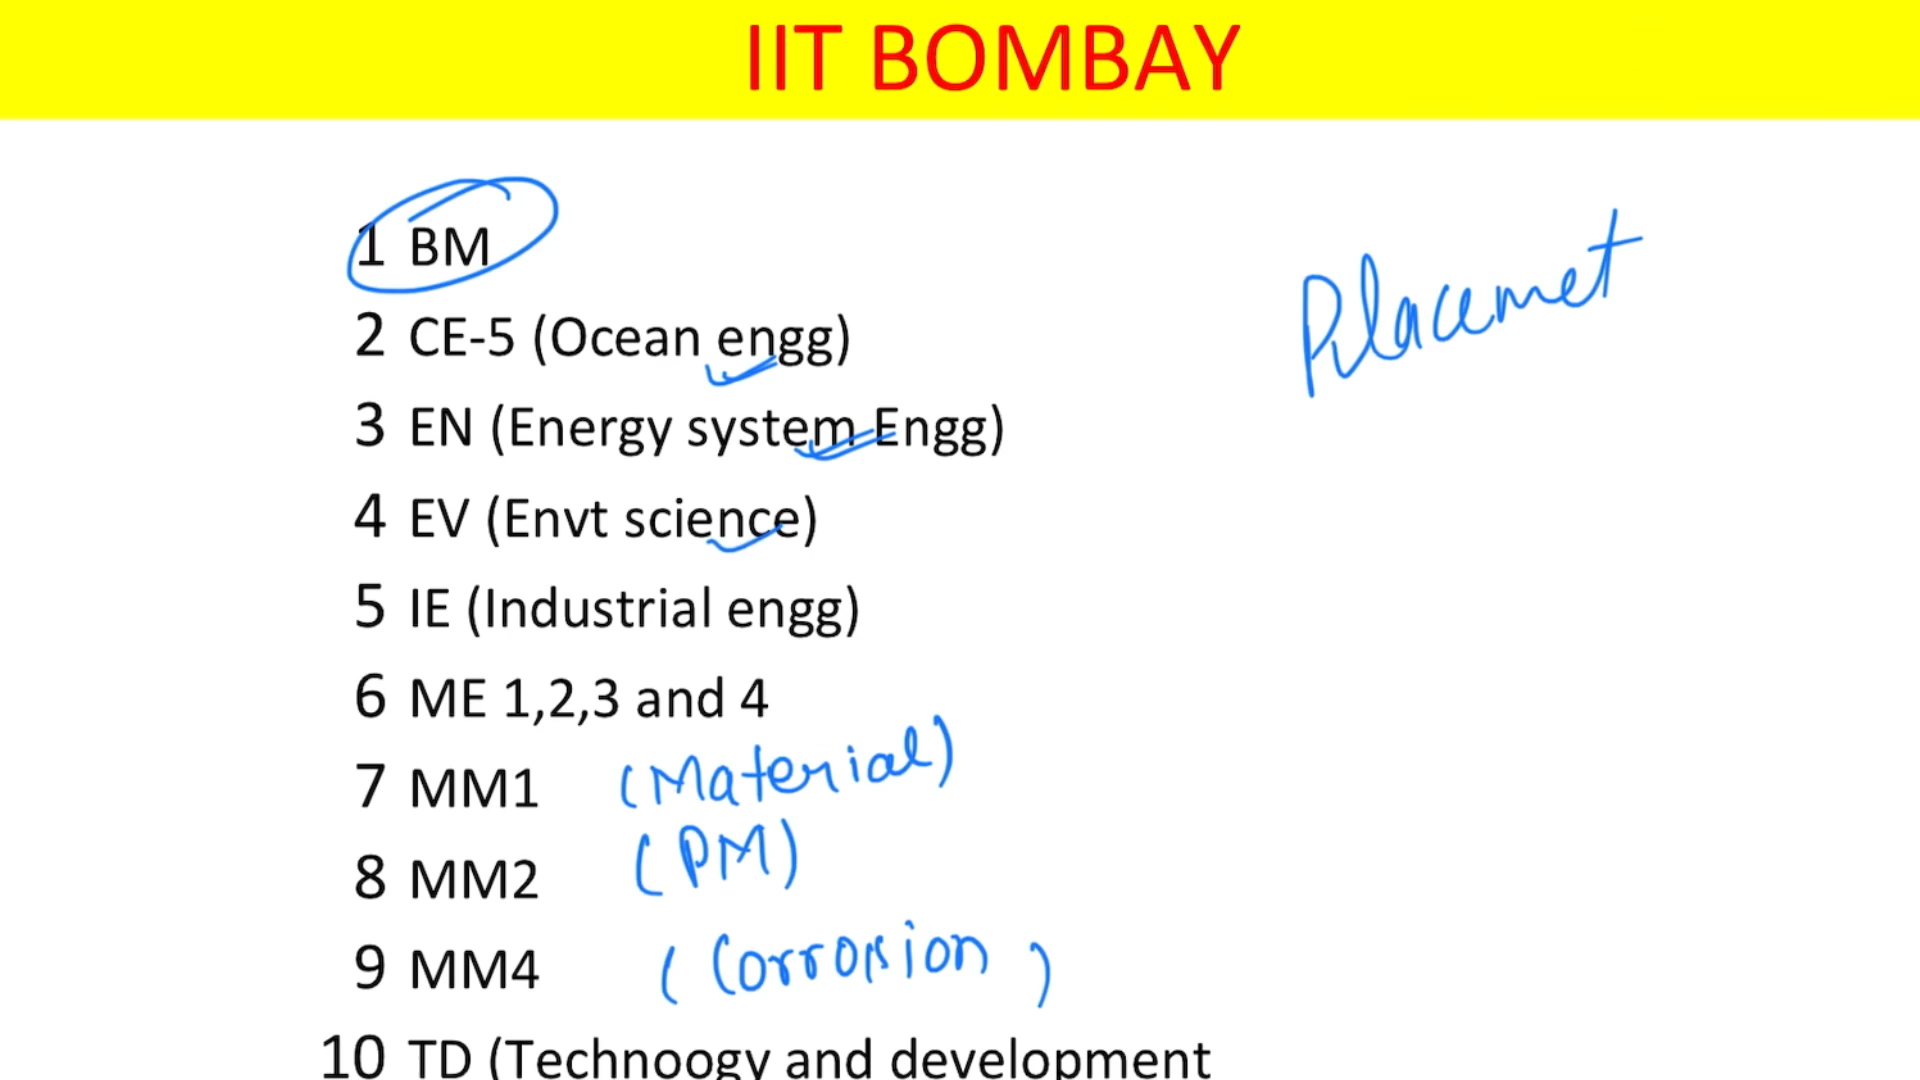 IIT BOMBAY
1 BM
Placemet
2 CE-5 (Ocean engg)
3 EN (Energy system Engg)
4 EV (Envt science)
5 IE (Industrial engg)
6 ME 1,2,3 and 4
7 MM1 (Material)
8 MM2 (PM)
9 MM4 (Corrosion)
10 TD (Technoogy and development